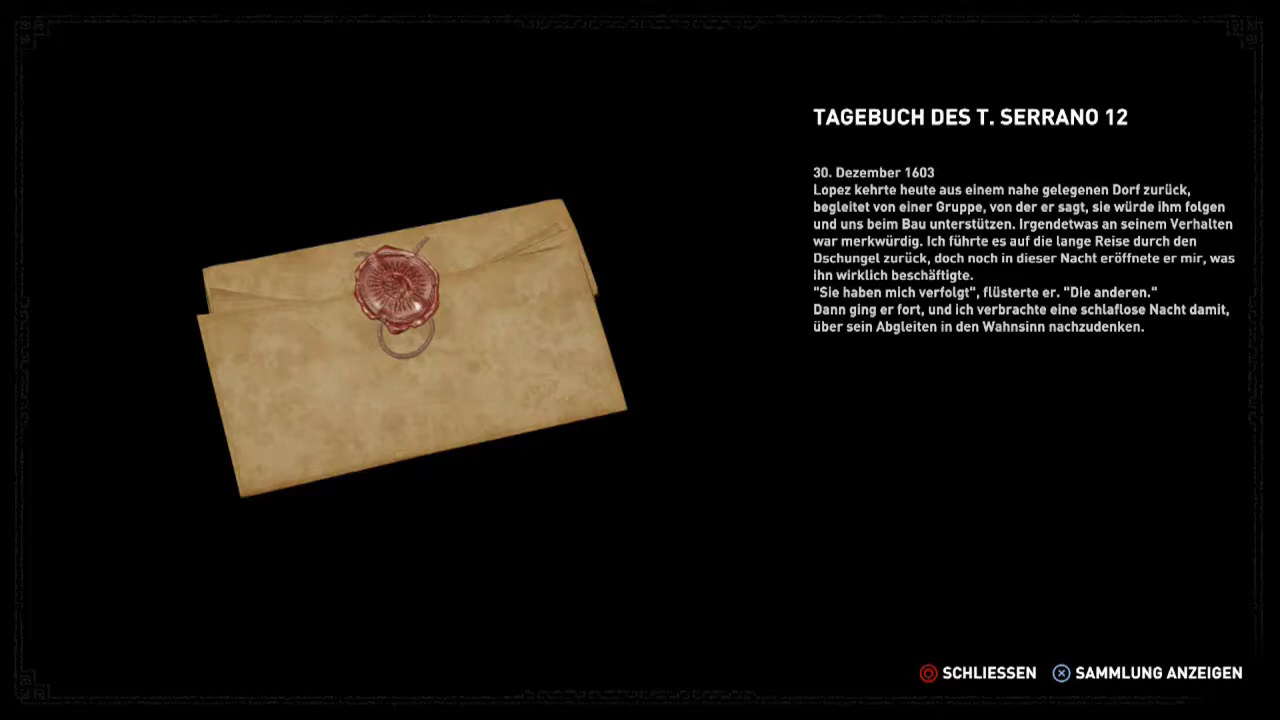 TAGEBUCH DES T. SERRANO 12
30. Dezember 1603
Lopez kehrte heute aus einem nahe gelegenen Dorf zurück,
begleitet von einer Gruppe, von der er sagt, sie würde ihm folgen
und uns beim Bau unterstützen. Irgendetwas an seinem Verhalten
war merkwürdig. Ich führte es auf die lange Reise durch den
Dschungel zurück, doch noch in dieser Nacht eröffnete er mir, was
ihn wirklich beschäftigte.
"Sie haben mich verfolgt", flüsterte er. "Die anderen."
Dann ging er fort, und ich verbrachte eine schlaflose Nacht damit,
über sein Abgleiten in den Wahnsinn nachzudenken.
SCHLIESSEN SAMMLUNG ANZEIGEN